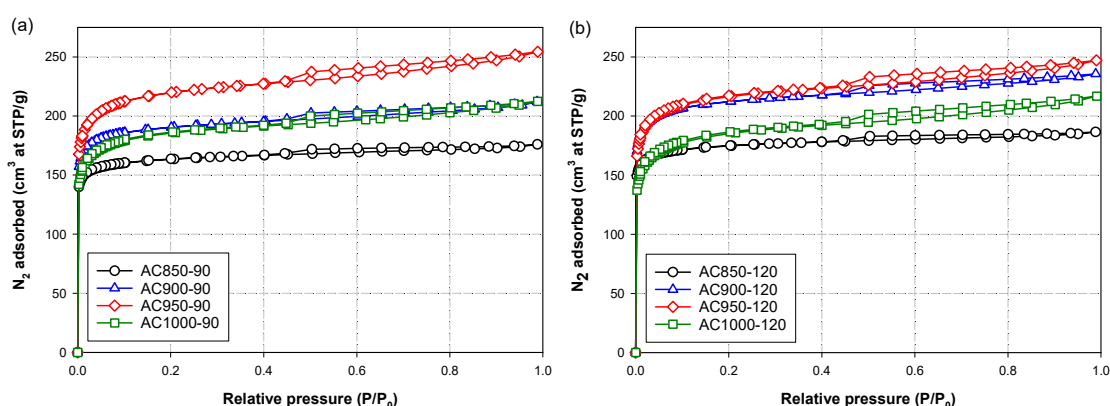 (a)
N2 adsorbed (cm3 at STP/g)
250
200
150
100
50
0
AC850-90
AC900-90
AC950-90
AC1000-90
0.0 0.2 0.4 0.6 0.8 1.0
Relative pressure (P/P0)
(b)
N2 adsorbed (cm3 at STP/g)
250
200
150
100
50
0
AC850-120
AC900-120
AC950-120
AC1000-120
0.0 0.2 0.4 0.6 0.8 1.0
Relative pressure (P/P0)